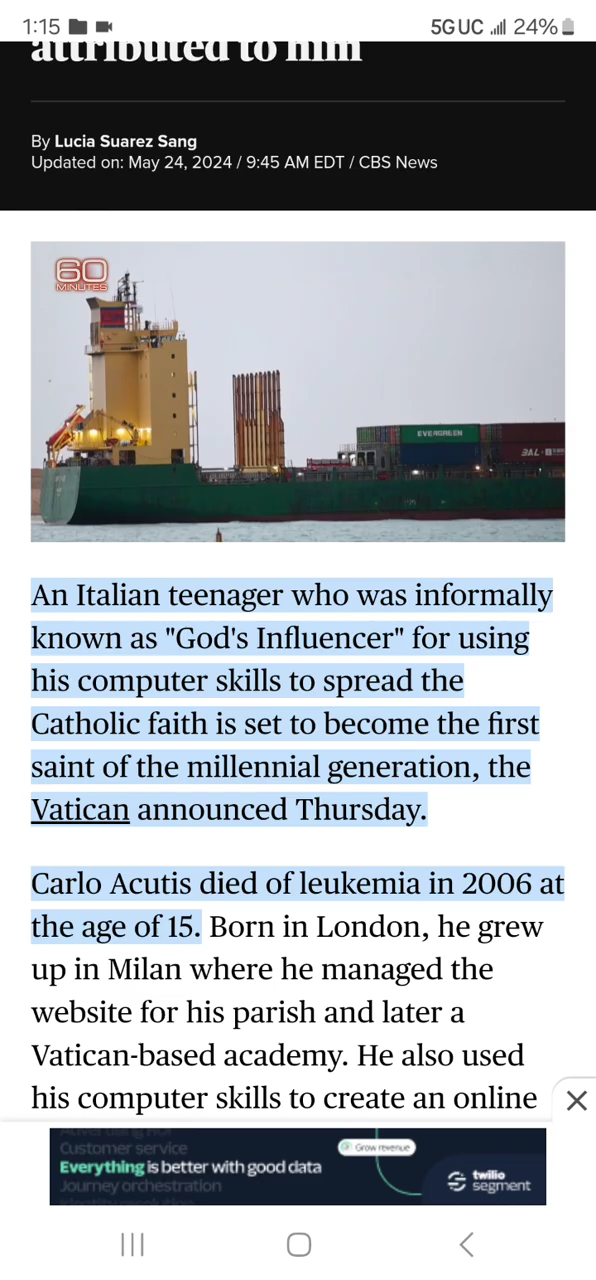 1:15
5G UC 24%
attributed to him
By Lucia Suarez Sang
Updated on: May 24, 2024 / 9:45 AM EDT / CBS News
60
MINUTES
EVERGREEN
BAL
An Italian teenager who was informally
known as "God's Influencer" for using
his computer skills to spread the
Catholic faith is set to become the first
saint of the millennial generation, the
Vatican announced Thursday.
Carlo Acutis died of leukemia in 2006 at
the age of 15. Born in London, he grew
up in Milan where he managed the
website for his parish and later a
Vatican-based academy. He also used
his computer skills to create an online
Customer service
Grow revenue
Everything is better with good data
Journey orchestration
twilio
segment